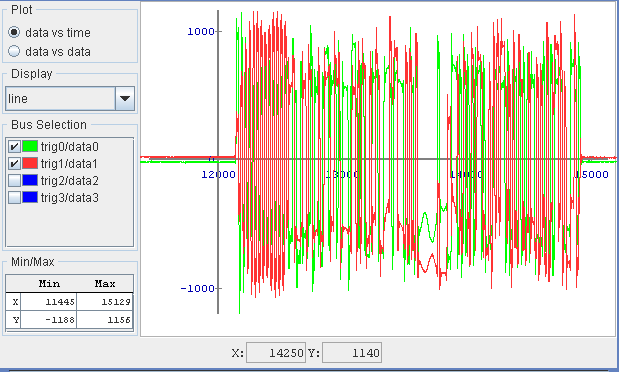 Plot
data vs time
data vs data
Display
line
Bus Selection
trig0/data0
trig1/data1
trig2/data2
trig3/data3
Min/Max
Min Max
X 11445 15129
Y -1188 1156
1000
12000 13000 14000 15000
-1000
X: 14250 Y: 1140